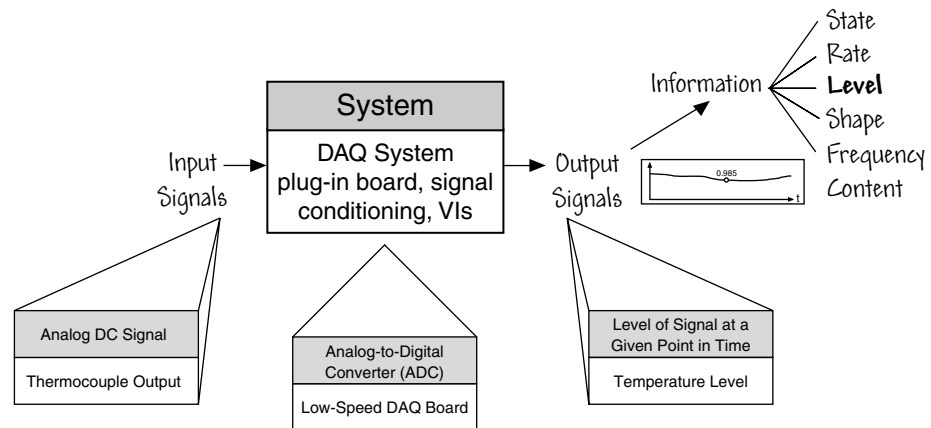 State
Rate
Level
Shape
Frequency
Content
Information
System
DAQ System
plug-in board, signal
conditioning, VIs
Input
Signals
Output
Signals
0.985
t
Analog DC Signal
Thermocouple Output
Analog-to-Digital
Converter (ADC)
Low-Speed DAQ Board
Level of Signal at a
Given Point in Time
Temperature Level